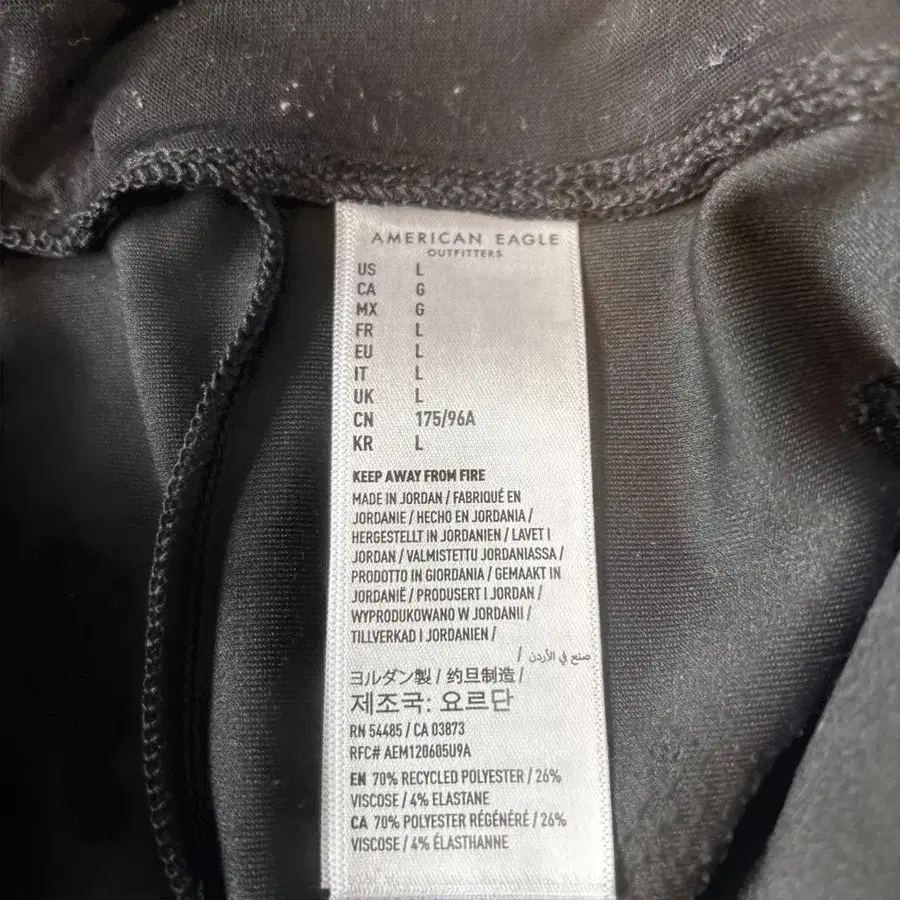 AMERICAN EAGLE
OUTFITTERS
US L
CA G
MX G
FR L
EU L
IT L
UK L
CN 175/96A
KR L
KEEP AWAY FROM FIRE
MADE IN JORDAN / FABRIQUÉ EN
JORDANIE / HECHO EN JORDANIA /
HERGESTELLT IN JORDANIEN / LAVET I
JORDAN / VALMISTETTU JORDANIASSA /
PRODOTTO IN GIORDANIA / GEMAAKT IN
JORDANIË / PRODUSERT I JORDAN /
WYPRODUKOWANO W JORDANII /
TILLVERKAD I JORDANIEN /
صنع في الأردن /
ヨルダン製 / 约旦制造 /
제조국: 요르단
RN 54485 / CA 03873
RFC# AEM120605U9A
EN 70% RECYCLED POLYESTER / 26%
VISCOSE / 4% ELASTANE
CA 70% POLYESTER RÉGÉNÉRÉ / 26%
VISCOSE / 4% ÉLASTHANNE